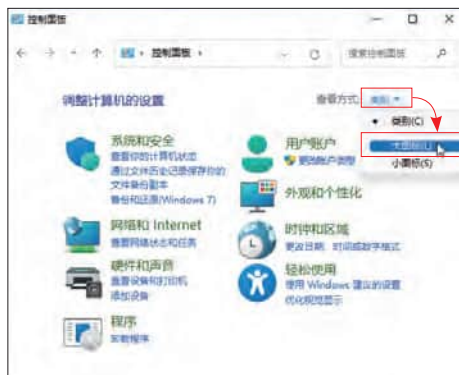 控制面板
控制面板
搜索控制面板
调整计算机的设置
查看方式: 类别
类别(C)
大图标(L)
小图标(S)
系统和安全
查看你的计算机状态
通过文件历史记录保存你的
文件备份副本
备份和还原(Windows 7)
用户帐户
更改帐户类型
外观和个性化
网络和 Internet
查看网络状态和任务
时钟和区域
更改日期、时间或数字格式
硬件和声音
查看设备和打印机
添加设备
轻松使用
使用 Windows 建议的设置
优化视觉显示
程序
卸载程序